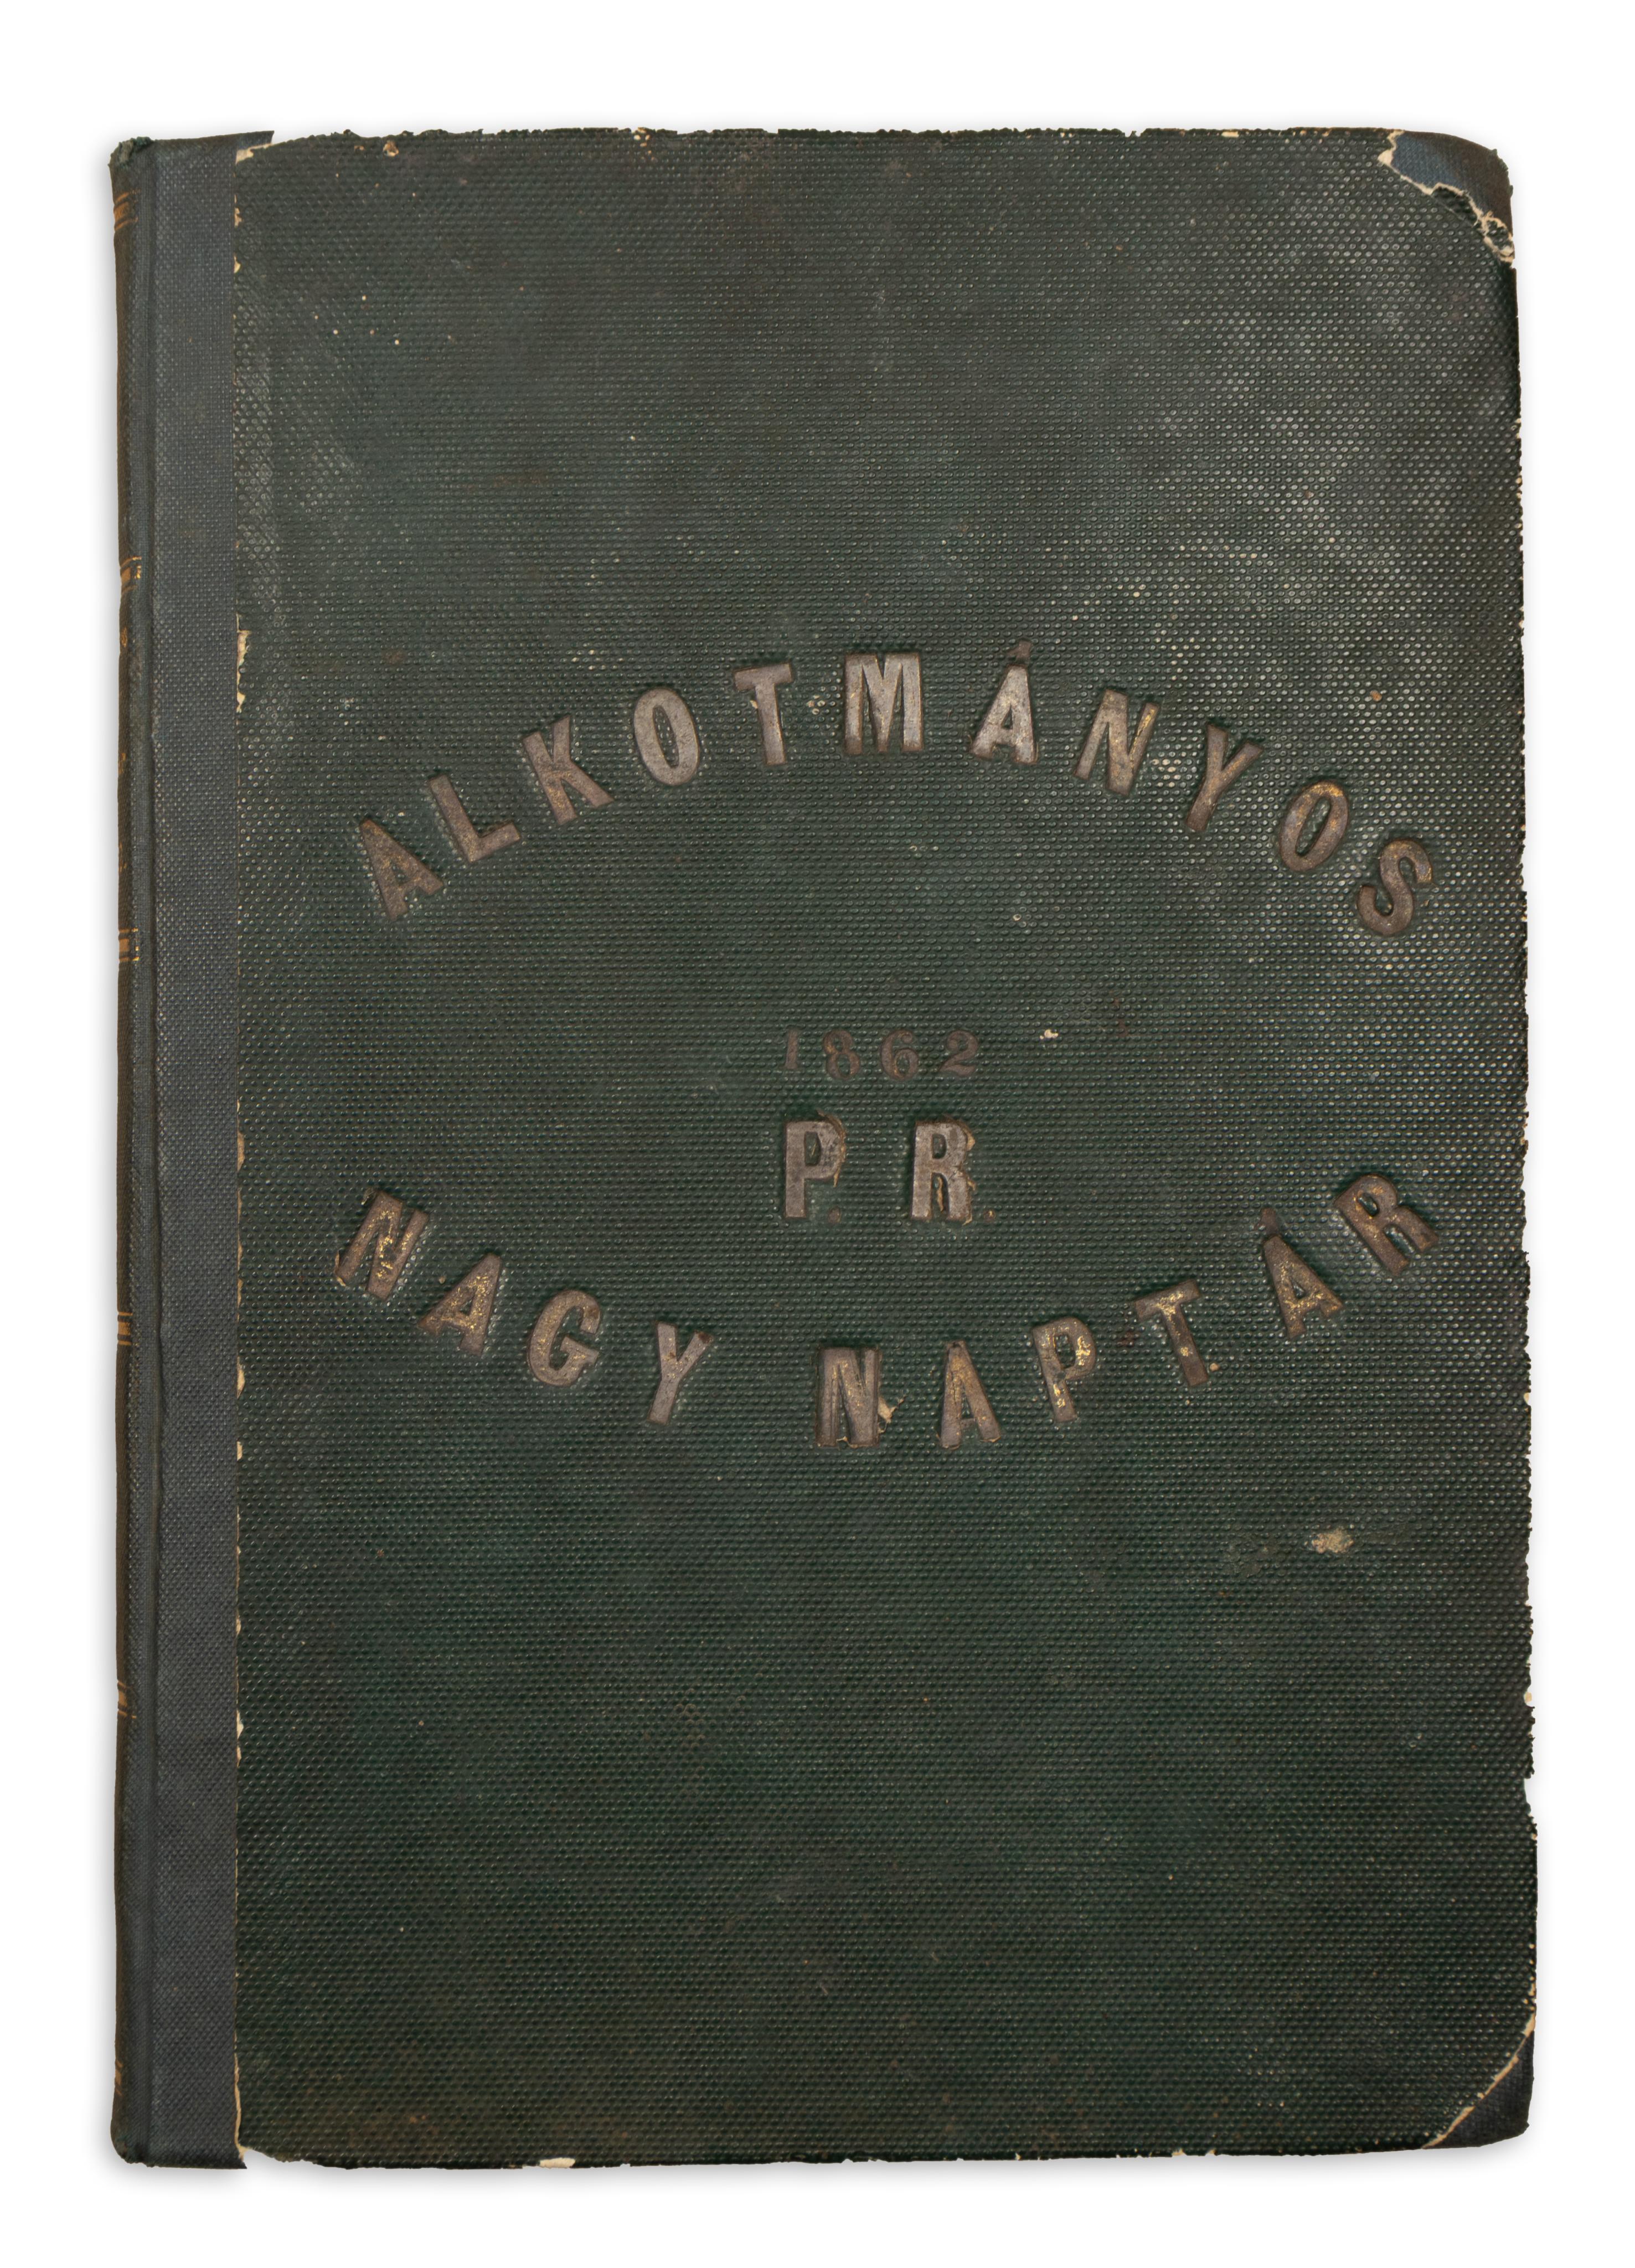 ALKOTMÁNYOS
1862
P. R.
NAGY NAPTÁR